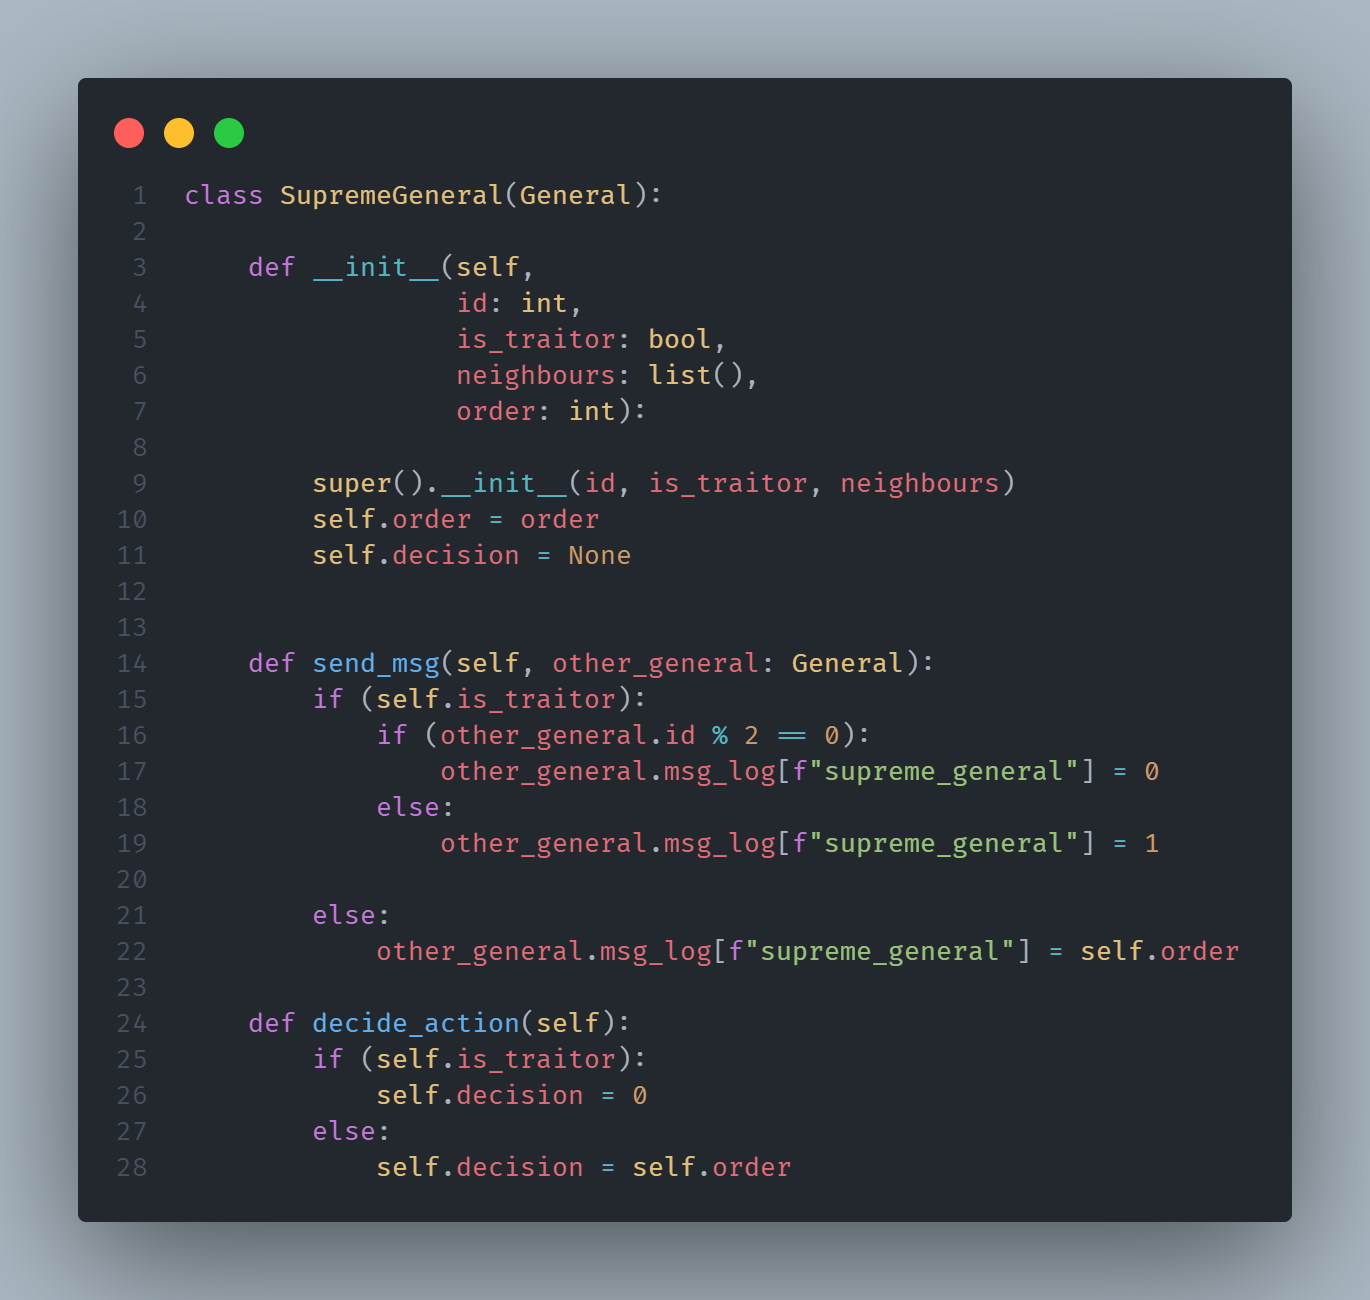 1 class SupremeGeneral(General):
2
3     def __init__(self,
4                  id: int,
5                  is_traitor: bool,
6                  neighbours: list(),
7                  order: int):
8
9         super().__init__(id, is_traitor, neighbours)
10         self.order = order
11         self.decision = None
12
13
14     def send_msg(self, other_general: General):
15         if (self.is_traitor):
16             if (other_general.id % 2 == 0):
17                 other_general.msg_log[f"supreme_general"] = 0
18             else:
19                 other_general.msg_log[f"supreme_general"] = 1
20
21         else:
22             other_general.msg_log[f"supreme_general"] = self.order
23
24     def decide_action(self):
25         if (self.is_traitor):
26             self.decision = 0
27         else:
28             self.decision = self.order